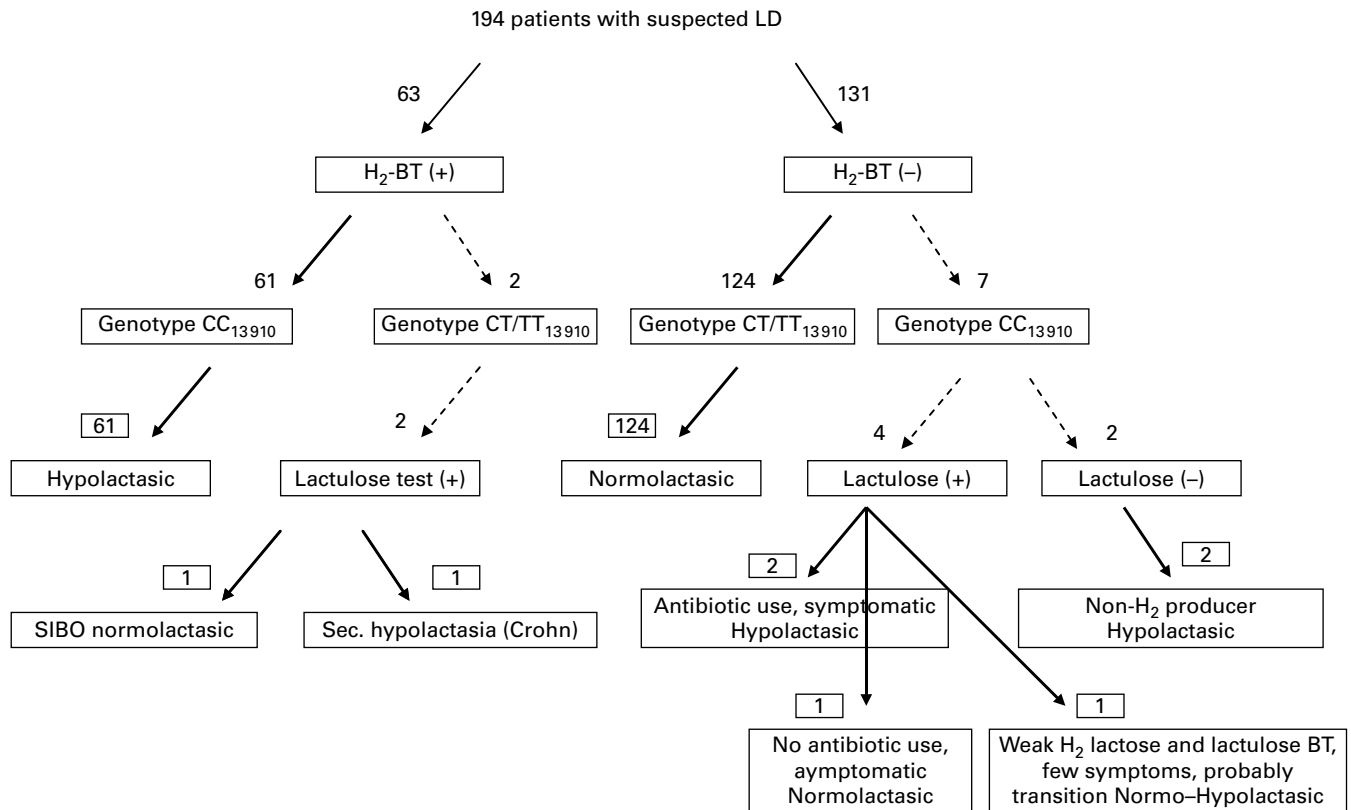 194 patients with suspected LD
63
131
H₂-BT (+)
H₂-BT (–)
61
2
124
7
Genotype CC₁₃₉₁₀
Genotype CT/TT₁₃₉₁₀
Genotype CT/TT₁₃₉₁₀
Genotype CC₁₃₉₁₀
61
2
124
4
2
Hypolactasic
Lactulose test (+)
Normolactasic
Lactulose (+)
Lactulose (–)
1
1
2
2
SIBO normolactasic
Sec. hypolactasia (Crohn)
Antibiotic use, symptomatic
Hypolactasic
Non-H₂ producer
Hypolactasic
1
1
No antibiotic use,
aymptomatic
Normolactasic
Weak H₂ lactose and lactulose BT,
few symptoms, probably
transition Normo–Hypolactasic